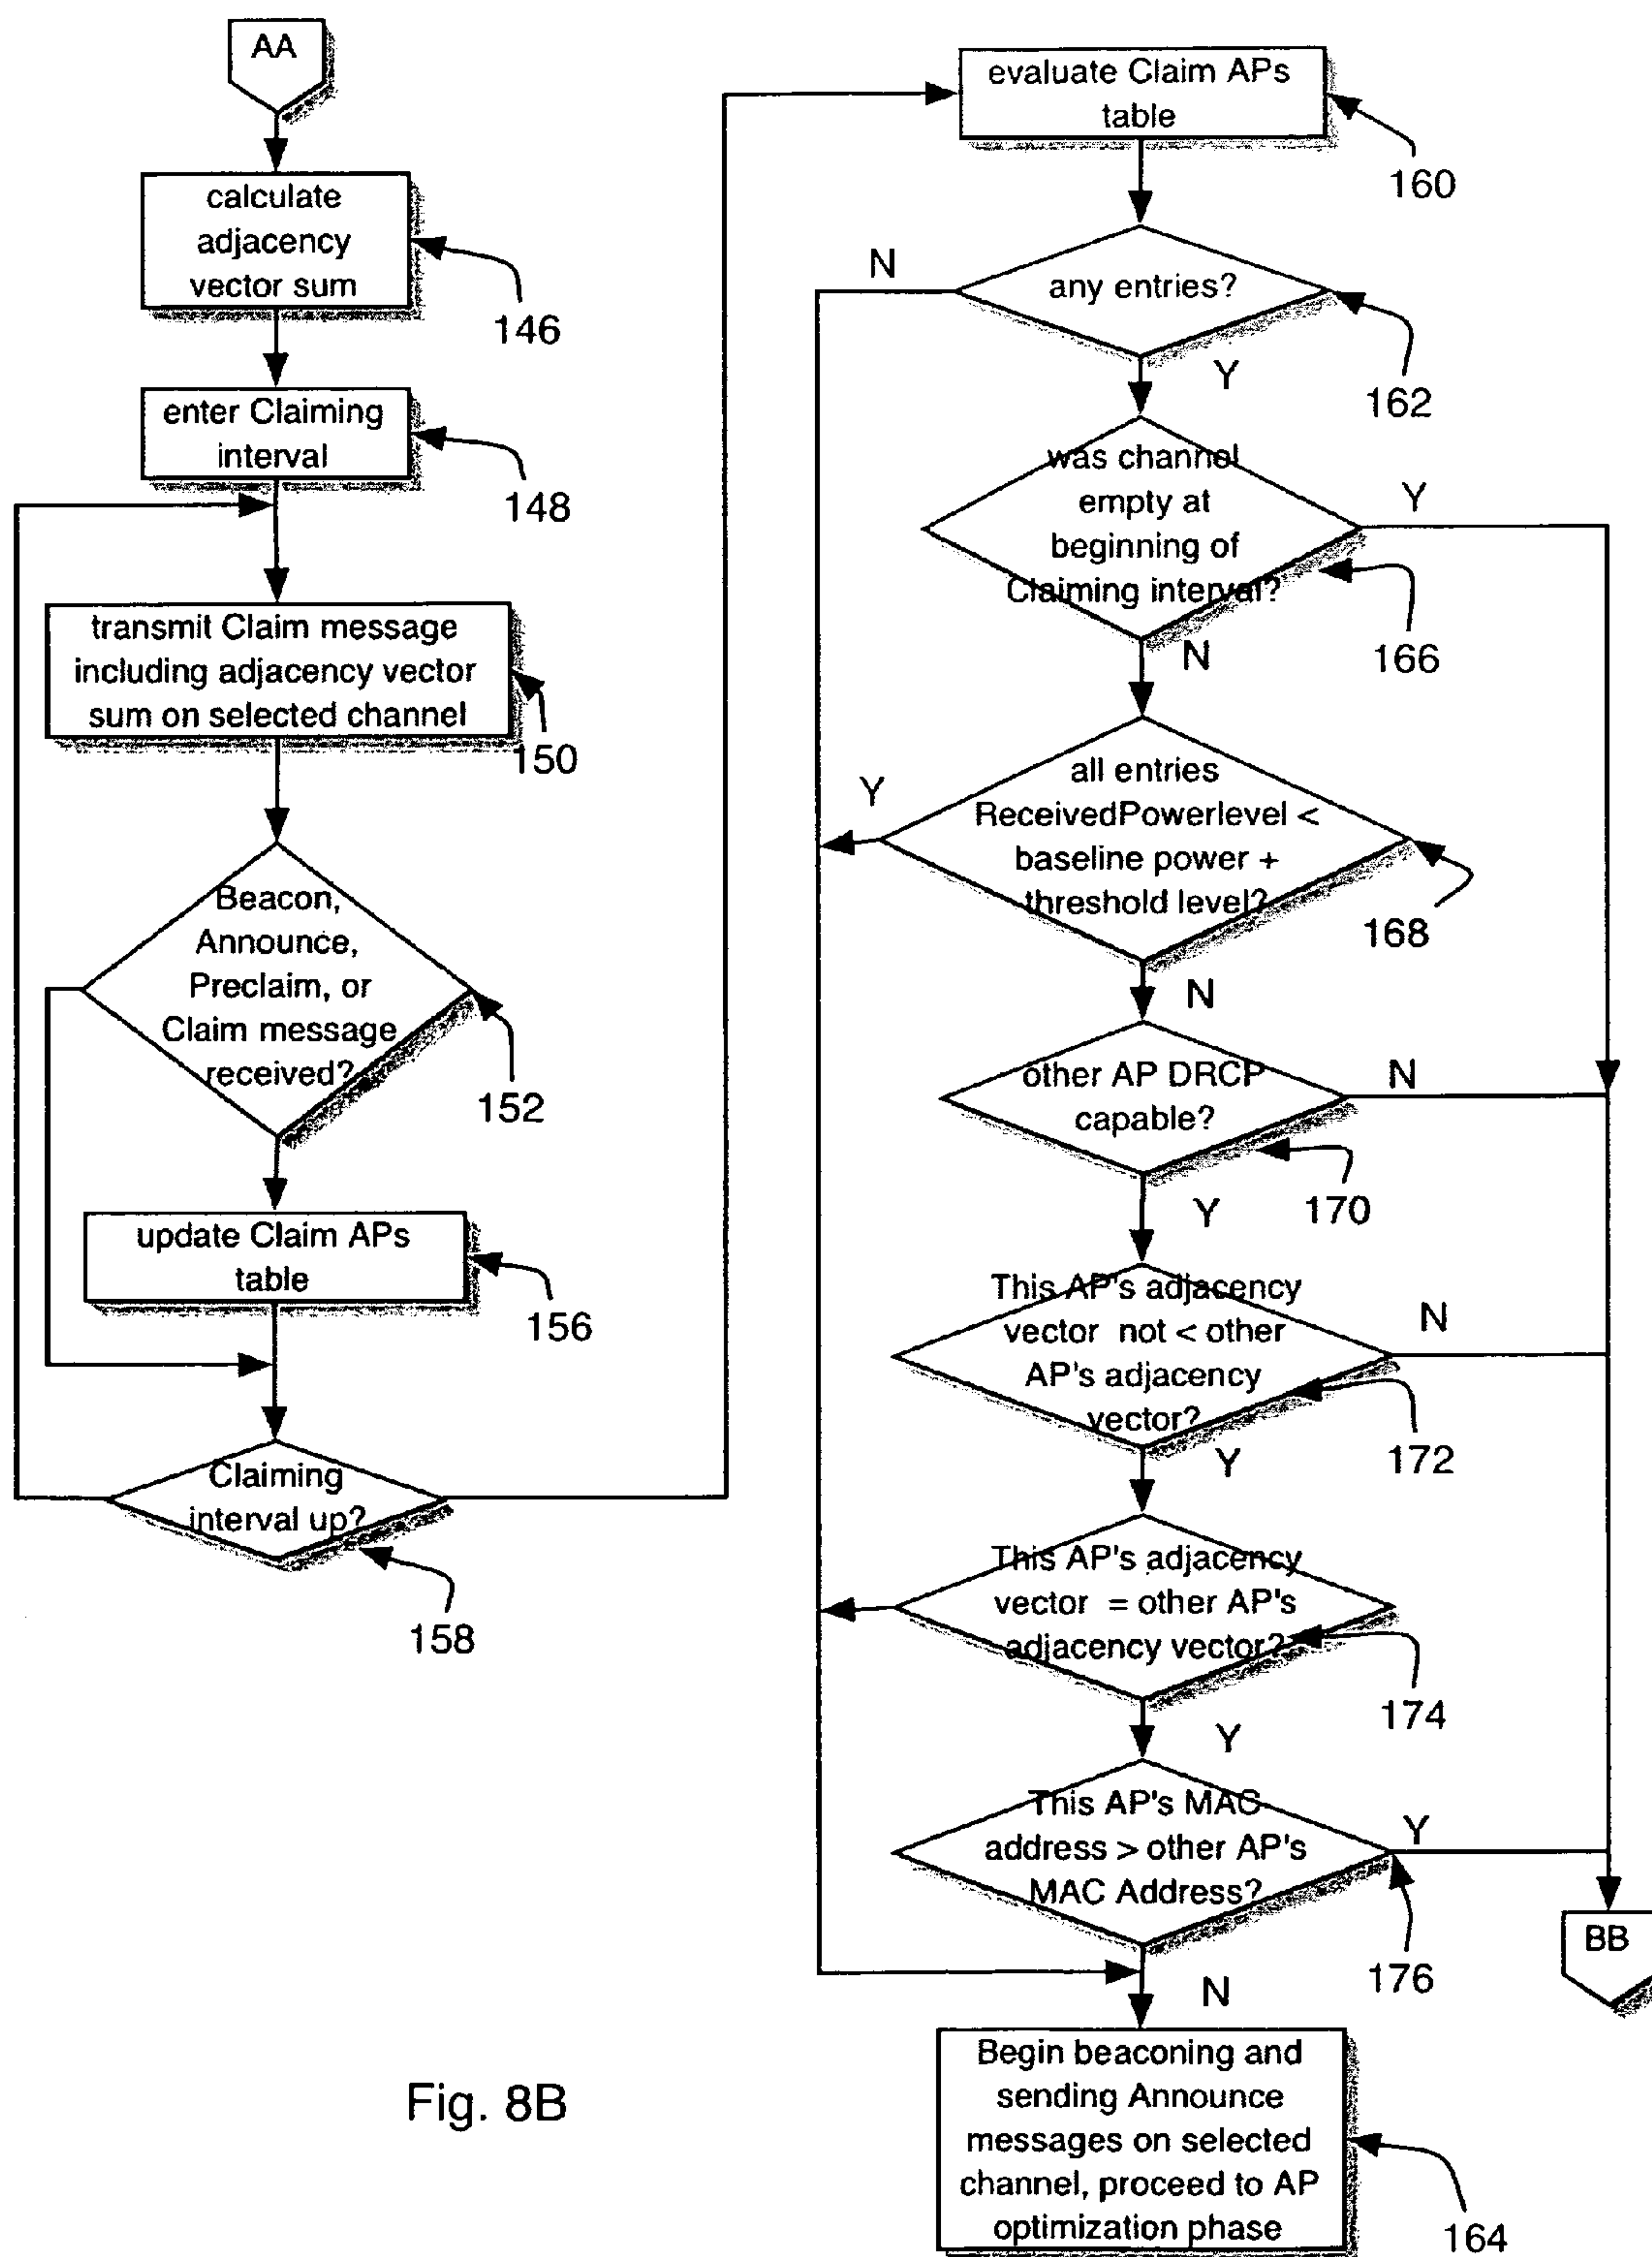 AA
calculate
adjacency
vector sum
146
enter Claiming
interval
148
transmit Claim message
including adjacency vector
sum on selected channel
150
Beacon,
Announce,
Preclaim, or
Claim message
received?
152
update Claim APs
table
156
Claiming
interval up?
158
evaluate Claim APs
table
160
any entries?
N
Y
162
was channel
empty at
beginning of
Claiming interval?
Y
N
166
all entries
ReceivedPowerlevel <
baseline power +
threshold level?
Y
N
168
other AP DRCP
capable?
N
Y
170
This AP's adjacency
vector not < other
AP's adjacency
vector?
N
Y
172
This AP's adjacency
vector = other AP's
adjacency vector?
Y
174
This AP's MAC
address > other AP's
MAC Address?
Y
N
176
BB
Begin beaconing and
sending Announce
messages on selected
channel, proceed to AP
optimization phase
164
Fig. 8B